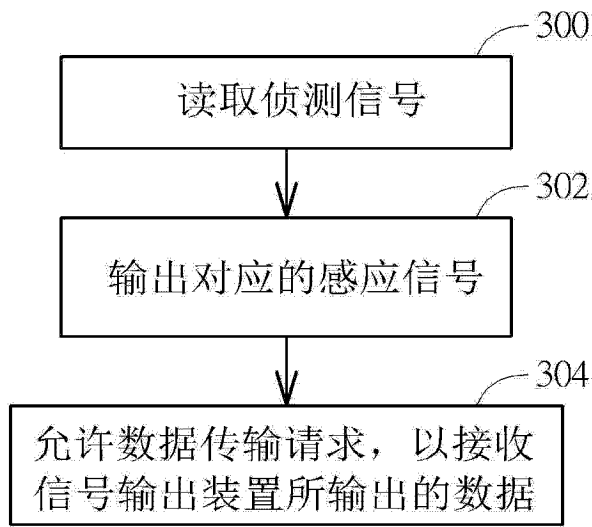 300
读取侦测信号
302
输出对应的感应信号
304
允许数据传输请求，以接收
信号输出装置所输出的数据